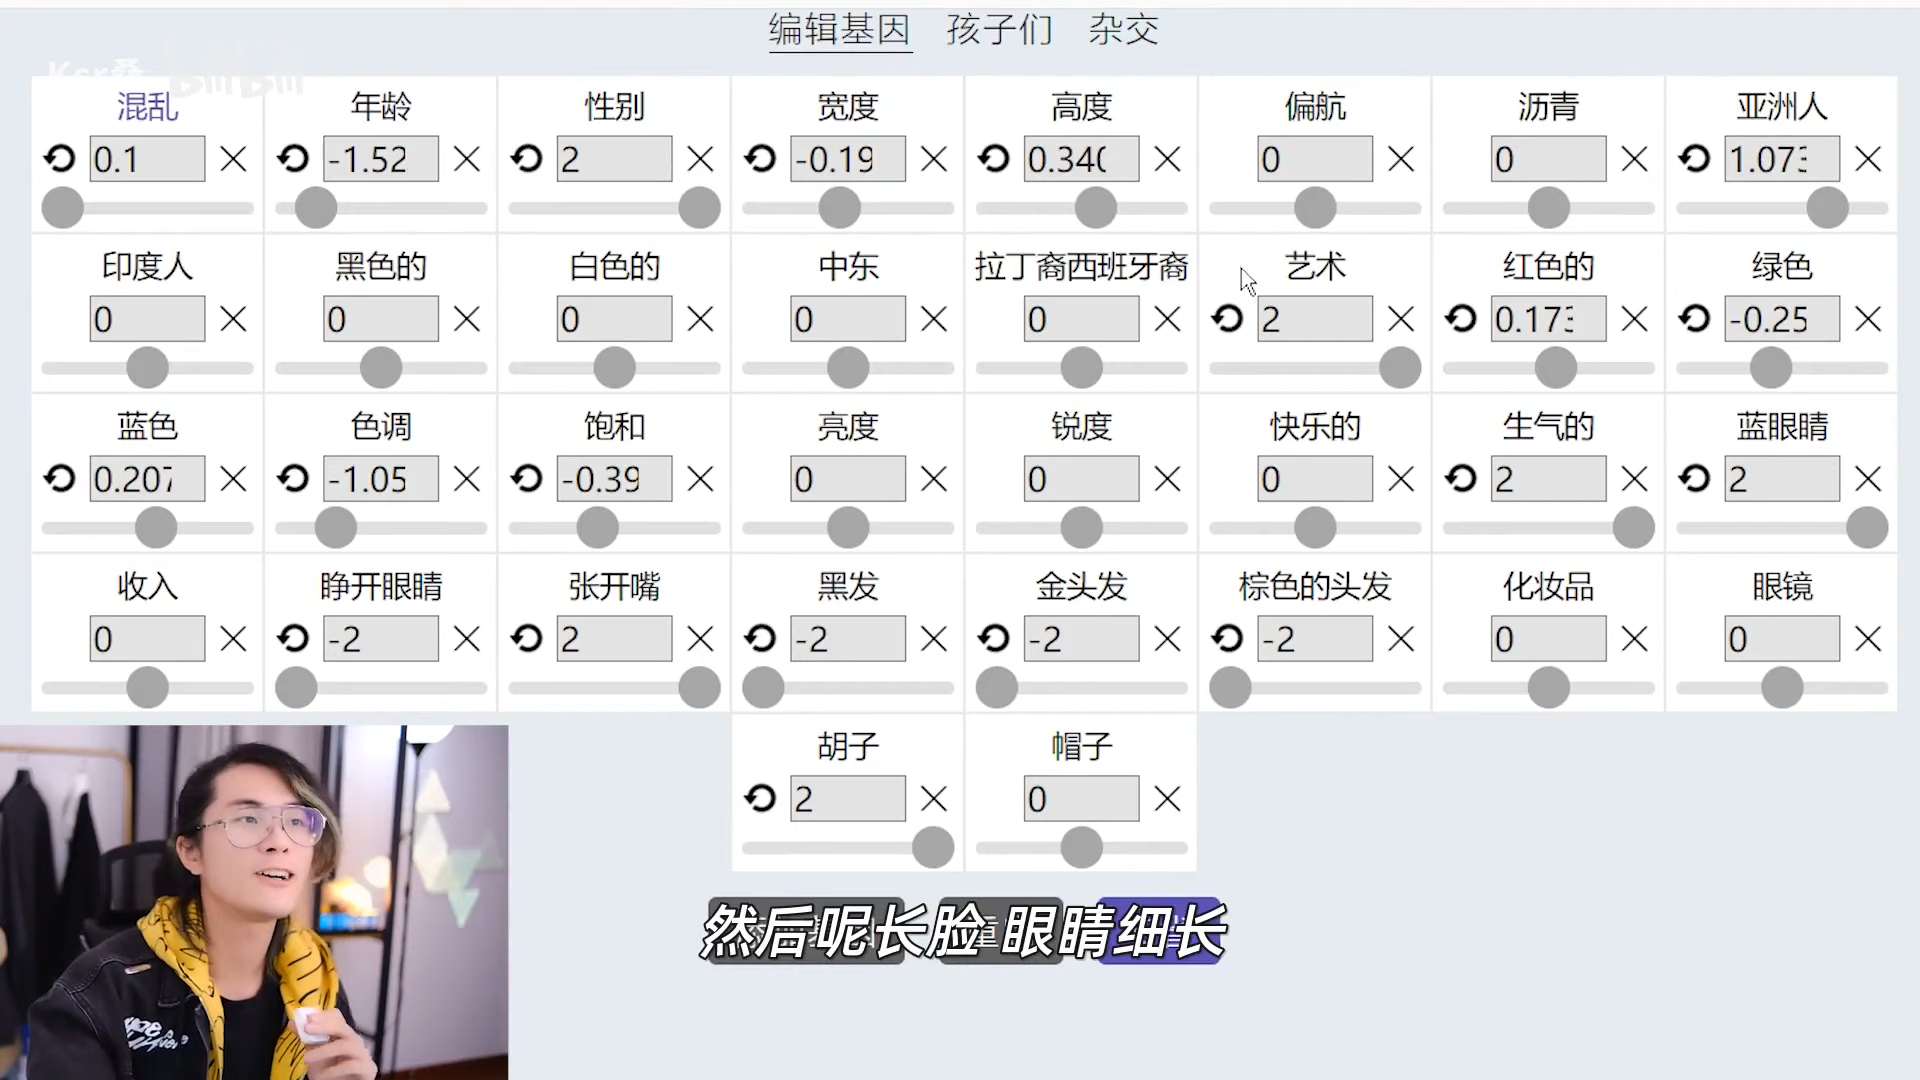 编辑基因 孩子们 杂交
混乱 年龄 性别 宽度 高度 偏航 沥青 亚洲人
0.1 -1.52 2 -0.19 0.340 0 0 1.073
印度人 黑色的 白色的 中东 拉丁裔西班牙裔 艺术 红色的 绿色
0 0 0 0 0 2 0.173 -0.25
蓝色 色调 饱和 亮度 锐度 快乐的 生气的 蓝眼睛
0.207 -1.05 -0.39 0 0 0 2 2
收入 睁开眼睛 张开嘴 黑发 金头发 棕色的头发 化妆品 眼镜
0 -2 2 -2 -2 -2 0 0
胡子 帽子
2 0
然后呢长脸 眼睛细长